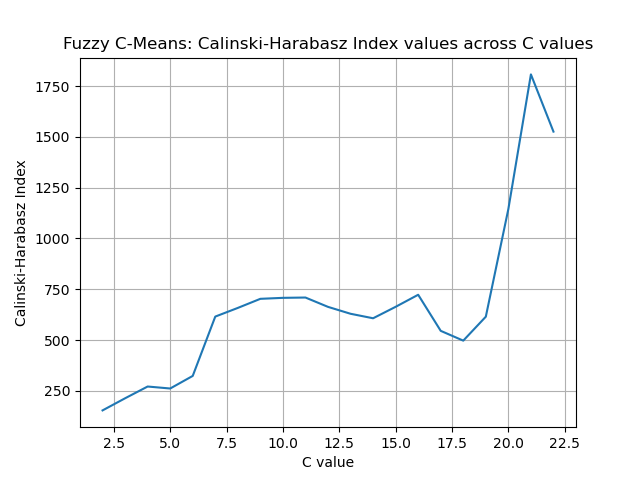 Fuzzy C-Means: Calinski-Harabasz Index values across C values
1750
1500
1250
1000
750
500
250
Calinski-Harabasz Index
2.5 5.0 7.5 10.0 12.5 15.0 17.5 20.0 22.5
C value